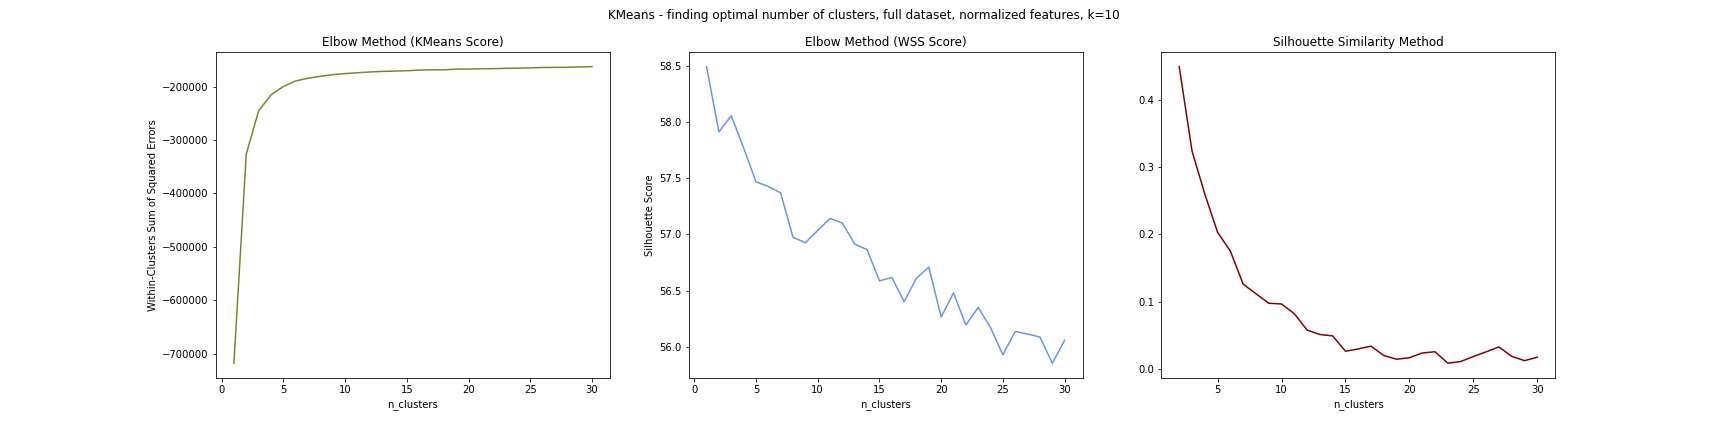 KMeans - finding optimal number of clusters, full dataset, normalized features, k=10
Elbow Method (KMeans Score)
Within-Clusters Sum of Squared Errors
−200000
−300000
−400000
−500000
−600000
−700000
0 5 10 15 20 25 30
n_clusters
Elbow Method (WSS Score)
Silhouette Score
58.5
58.0
57.5
57.0
56.5
56.0
0 5 10 15 20 25 30
n_clusters
Silhouette Similarity Method
0.4
0.3
0.2
0.1
0.0
5 10 15 20 25 30
n_clusters